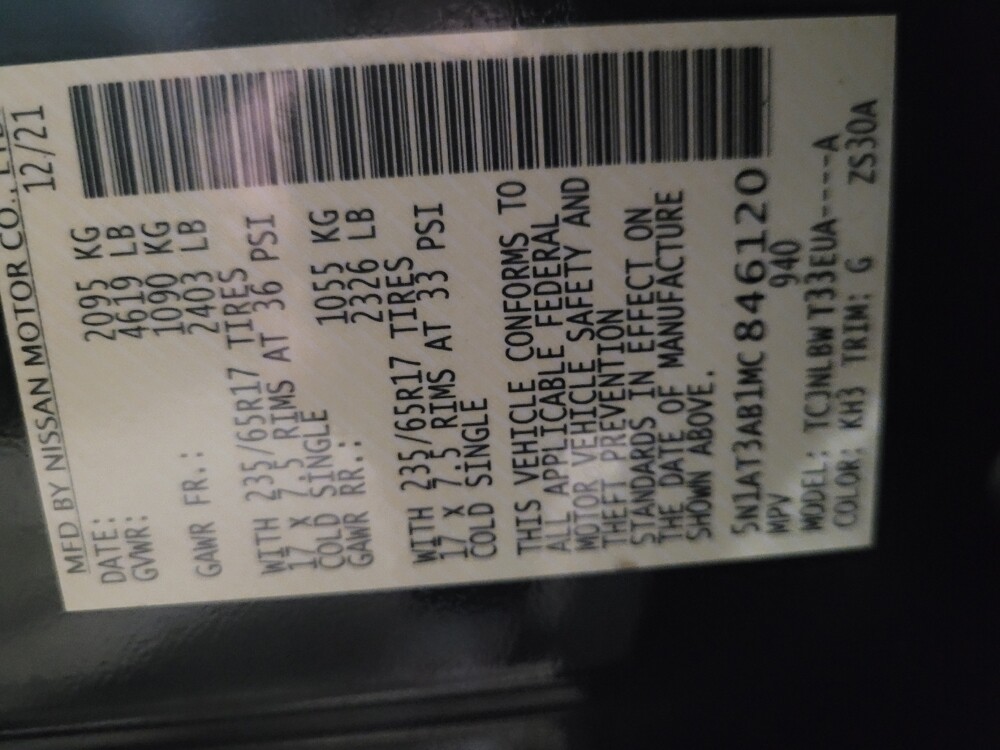 MFD BY NISSAN MOTOR CO., LTD.
DATE: 12/21
GVWR: 2095 KG
4619 LB
GAWR FR.: 1090 KG
2403 LB
WITH 235/65R17 TIRES
17 X 7.5 RIMS AT 36 PSI
COLD SINGLE
GAWR RR.: 1055 KG
2326 LB
WITH 235/65R17 TIRES
17 X 7.5 RIMS AT 33 PSI
COLD SINGLE
THIS VEHICLE CONFORMS TO
ALL APPLICABLE FEDERAL
MOTOR VEHICLE SAFETY AND
THEFT PREVENTION
STANDARDS IN EFFECT ON
THE DATE OF MANUFACTURE
SHOWN ABOVE.
5N1AT3AB1MC846120
MPV 940
MODEL: TCJNLBWT33EUA----A
COLOR: KH3 TRIM: G ZS30A